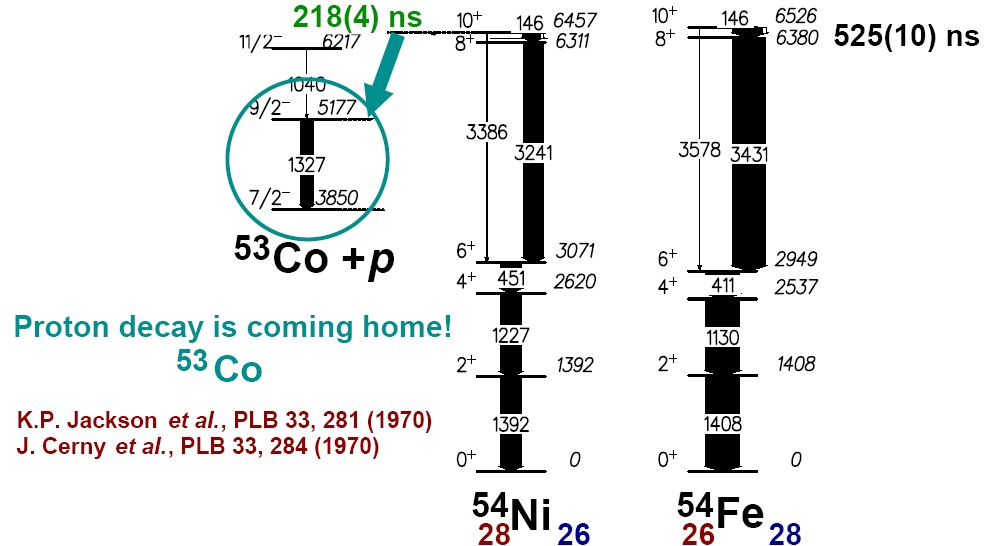 218(4) ns
11/2⁻ 6217
1040
9/2⁻ 5177
1327
7/2⁻ 3850
⁵³Co +p
Proton decay is coming home!
⁵³Co
K.P. Jackson et al., PLB 33, 281 (1970)
J. Cerny et al., PLB 33, 284 (1970)
10⁺ 146 6457
8⁺ 6311
3386 3241
6⁺ 3071
451
4⁺ 2620
1227
2⁺ 1392
1392
0⁺ 0
⁵⁴Ni
28 26
10⁺ 146 6526
8⁺ 6380
525(10) ns
3578 3431
6⁺ 2949
411
4⁺ 2537
1130
2⁺ 1408
1408
0⁺ 0
⁵⁴Fe
26 28